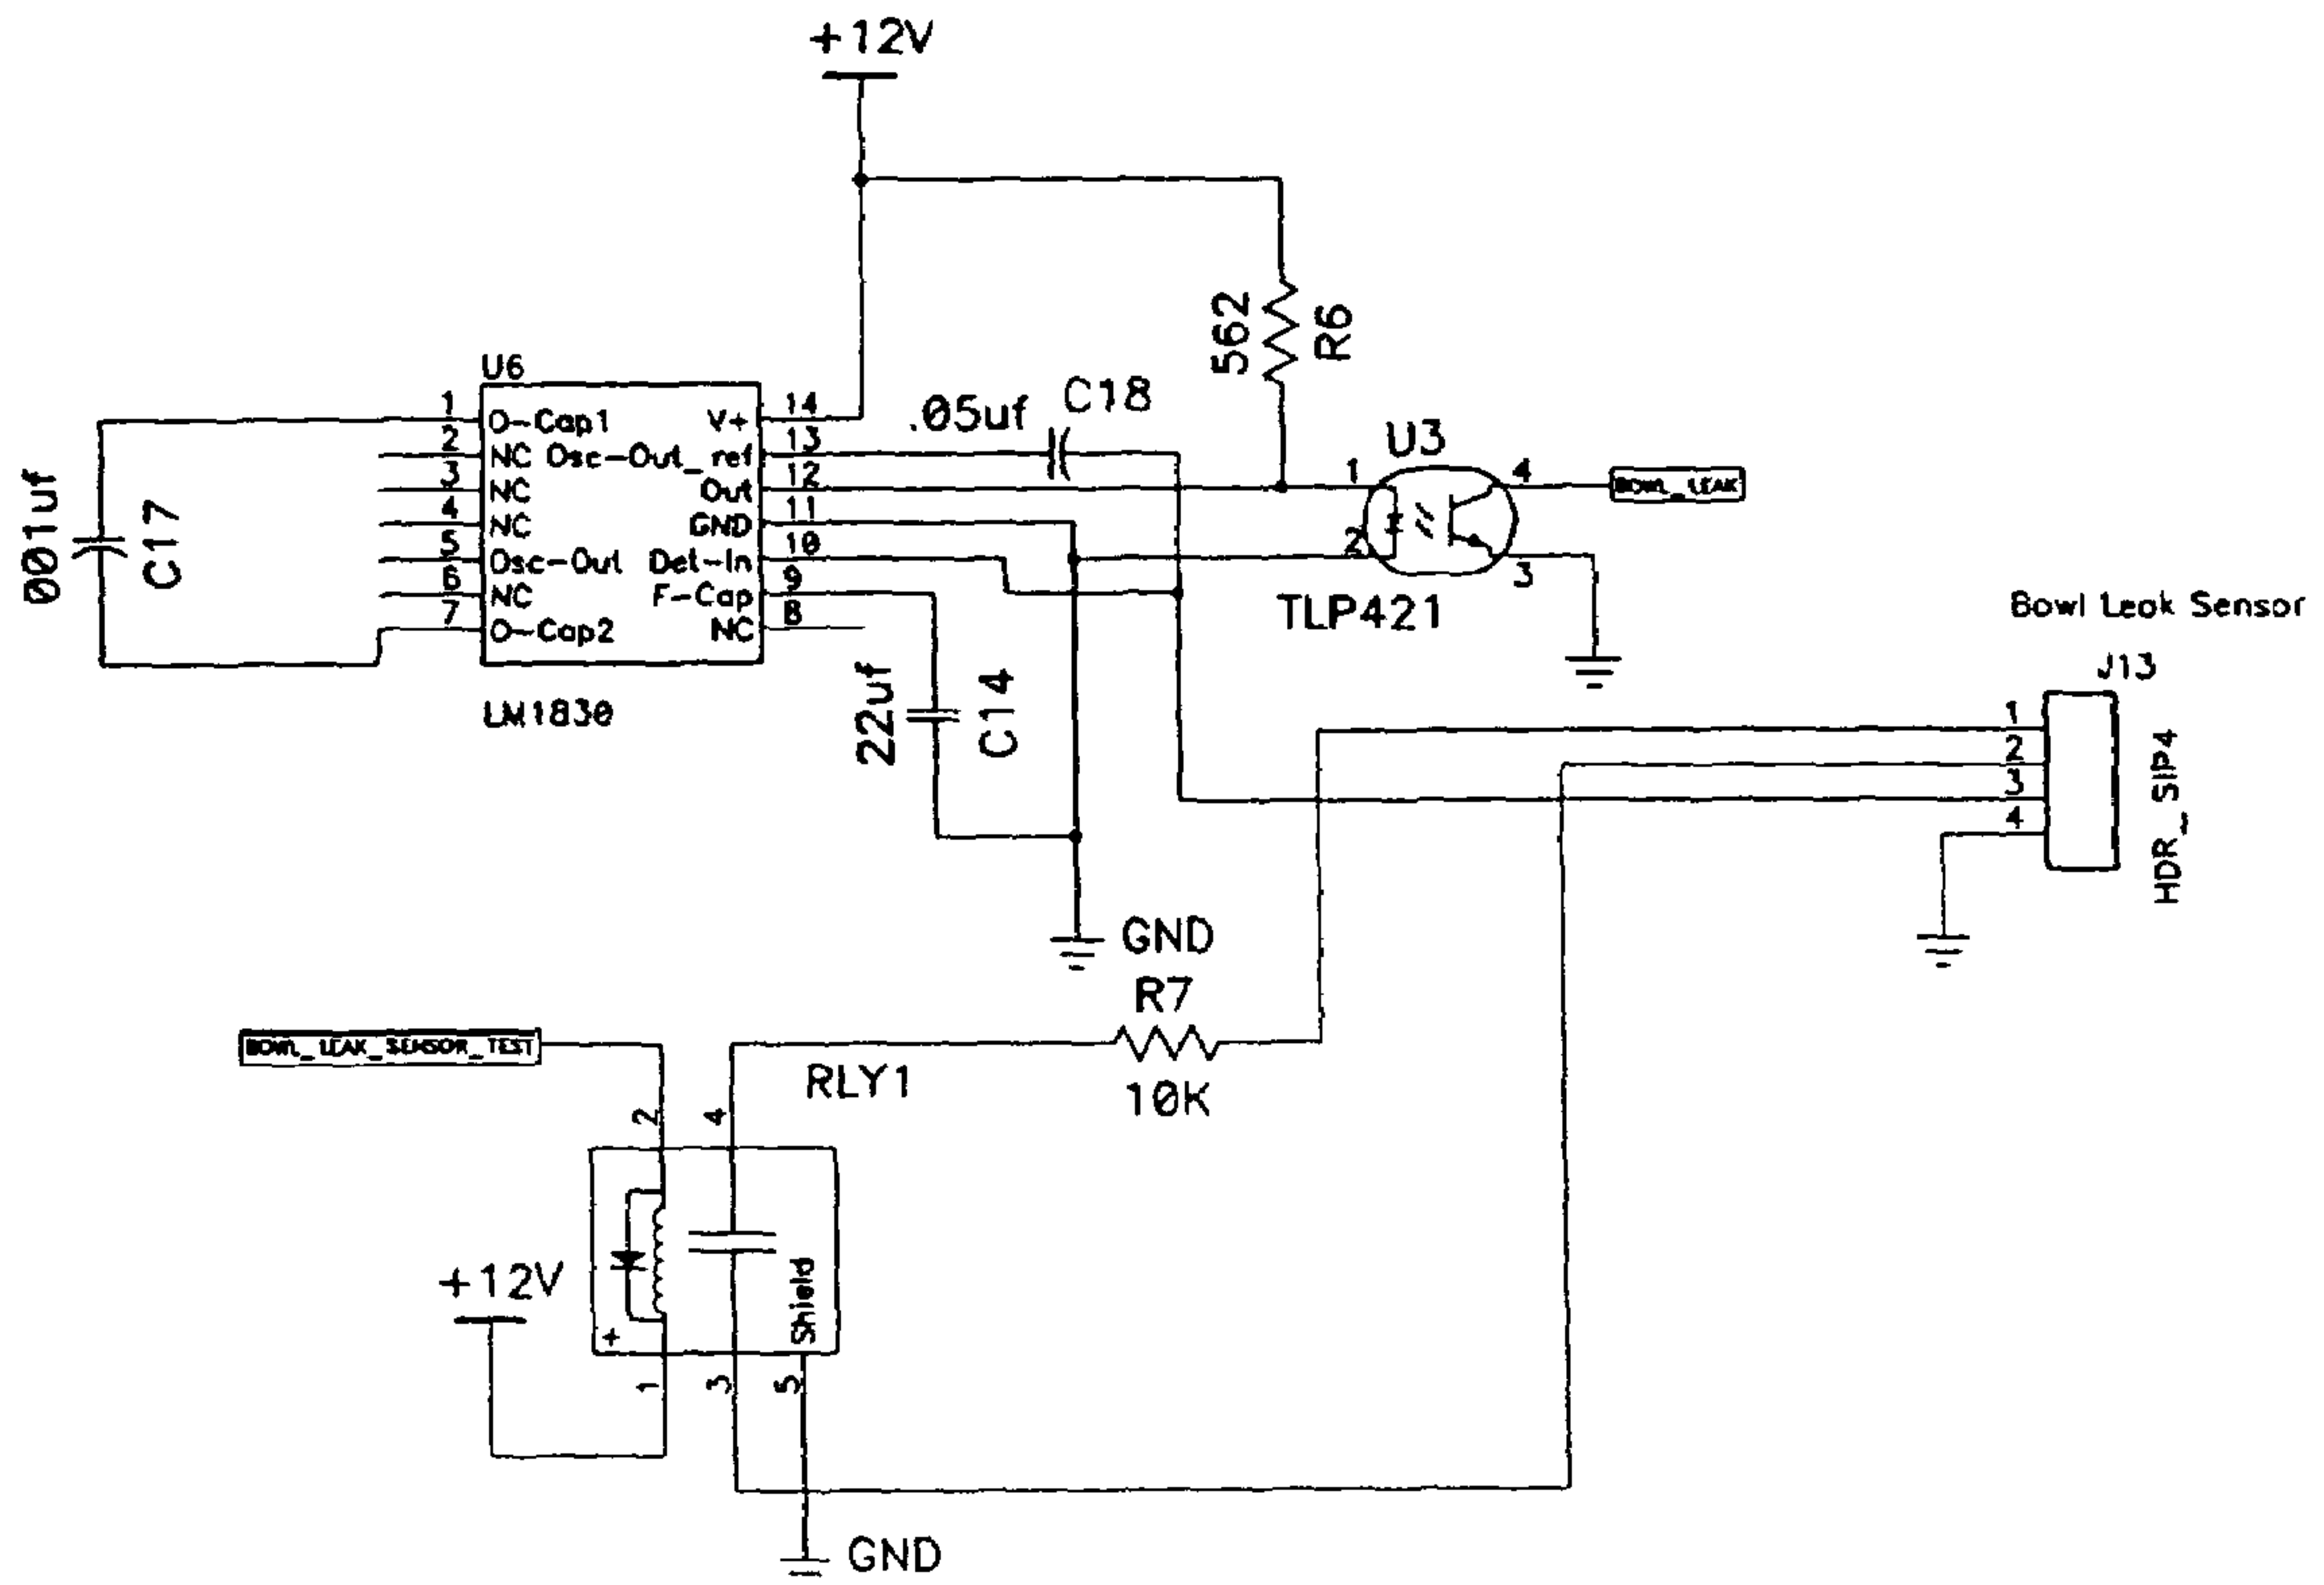 +12V
U6
1
O-Cap1
V+
14
2
NC
Osc-Out_ref
13
3
NC
Out
12
4
NC
GND
11
5
Osc-Out
Det-In
10
6
NC
F-Cap
9
7
O-Cap2
NC
8
LM1830
001uf
C17
.05uf
C18
562
R6
U3
1
2
4
3
TLP421
BOWL_LEAK
22uf
C14
GND
Bowl Leak Sensor
J13
1
2
3
4
HDR_SIP4
R7
10K
BOWL_LEAK_SENSOR_TEST
RLY1
2
4
+12V
+
Shield
1
3
5
GND